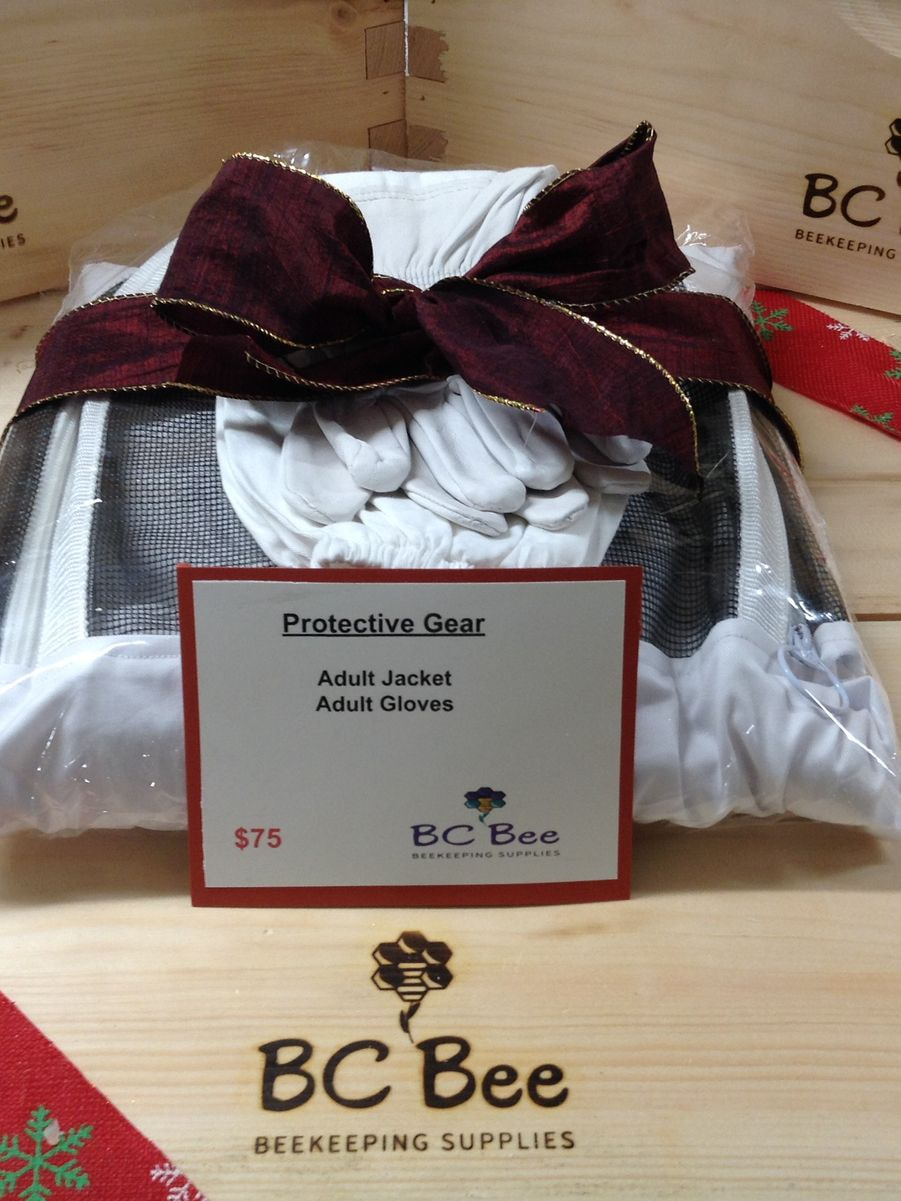 BC
BEEKEEPING
Protective Gear
Adult Jacket
Adult Gloves
$75
BC Bee
BEEKEEPING SUPPLIES
BC Bee
BEEKEEPING SUPPLIES